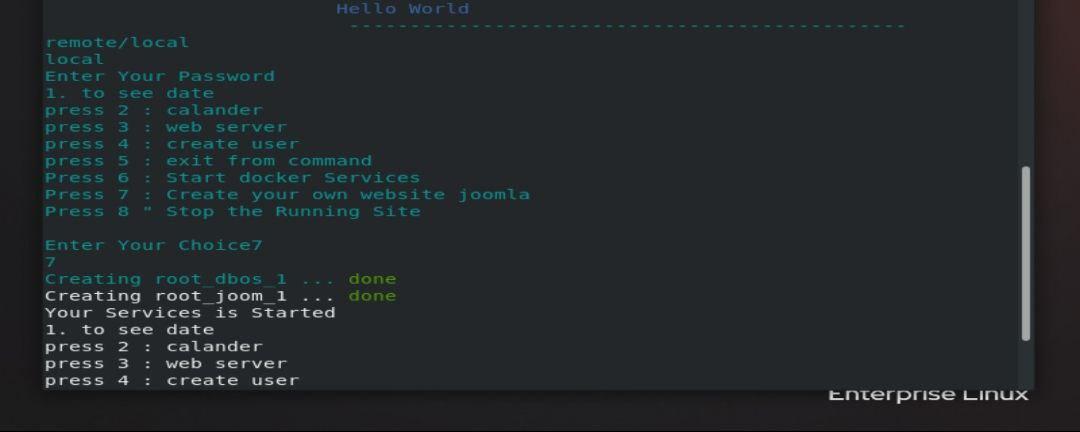 Hello World
-----------------------------------------------
remote/local
local
Enter Your Password
1. to see date
press 2 : calander
press 3 : web server
press 4 : create user
press 5 : exit from command
Press 6 : Start docker Services
Press 7 : Create your own website joomla
Press 8 " Stop the Running Site
Enter Your Choice7
7
Creating root_dbos_1 ... done
Creating root_joom_1 ... done
Your Services is Started
1. to see date
press 2 : calander
press 3 : web server
press 4 : create user
Enterprise Linux